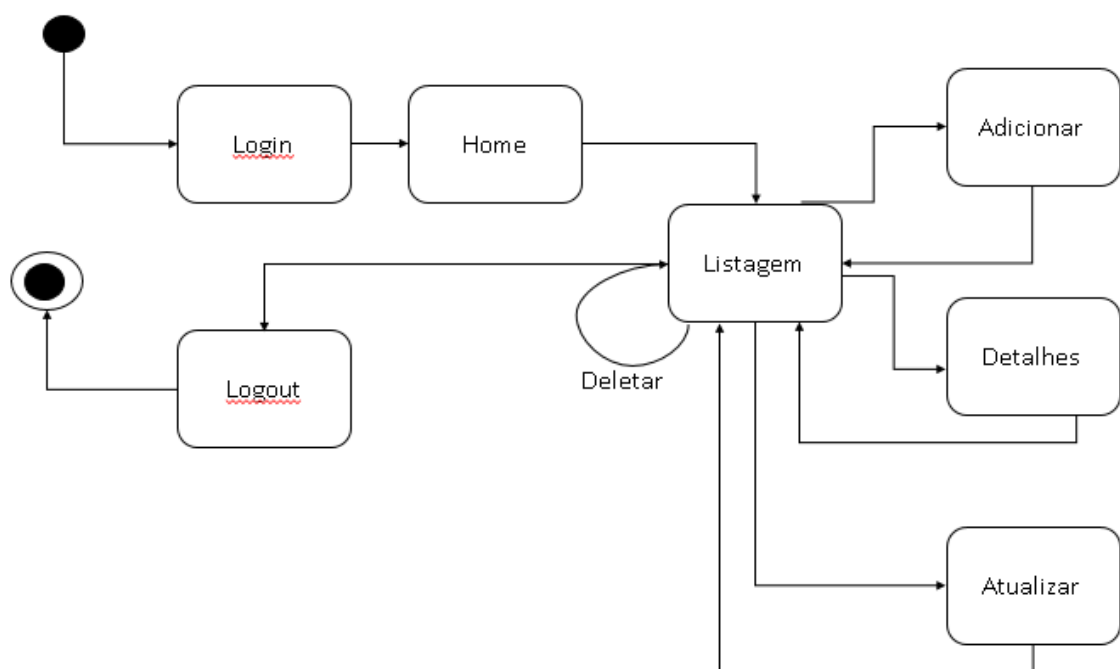 Adicionar
Login
Home
Listagem
Detalhes
Deletar
Logout
Atualizar